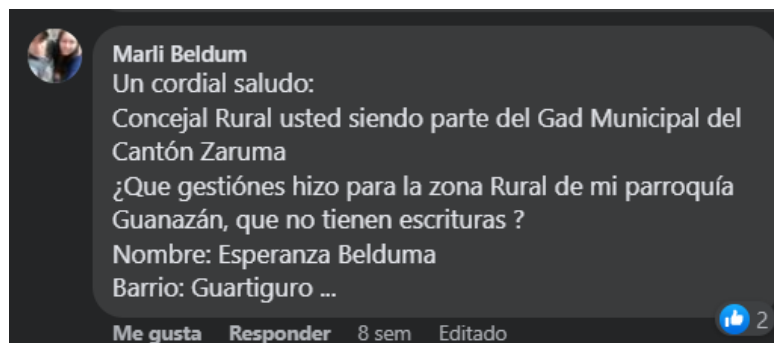 Marli Beldum
Un cordial saludo:
Concejal Rural usted siendo parte del Gad Municipal del
Cantón Zaruma
¿Que gestiónes hizo para la zona Rural de mi parroquía
Guanazán, que no tienen escrituras ?
Nombre: Esperanza Belduma
Barrio: Guartiguro ...
2
Me gusta Responder 8 sem Editado